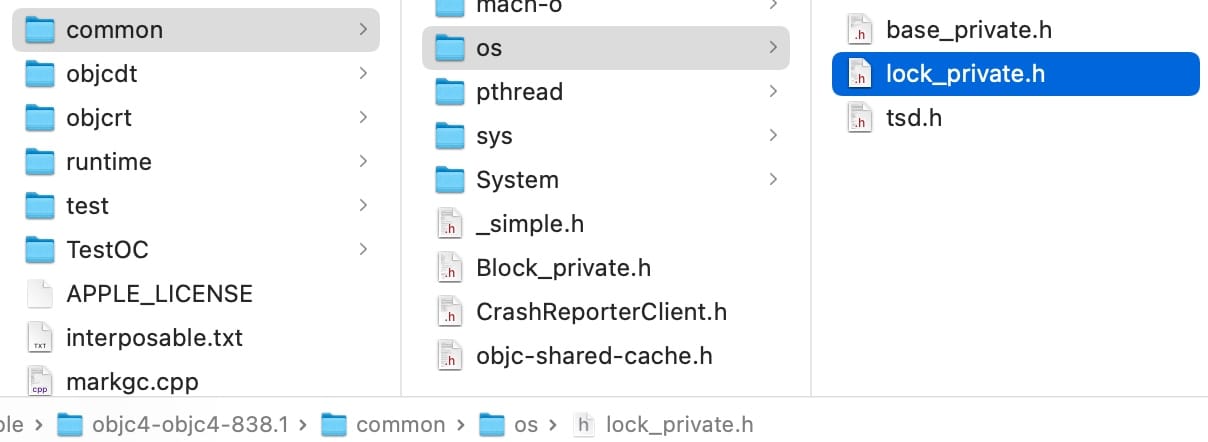 common
objcdt
objcrt
runtime
test
TestOC
APPLE_LICENSE
interposable.txt
markgc.cpp
mach-o
os
pthread
sys
System
_simple.h
Block_private.h
CrashReporterClient.h
objc-shared-cache.h
base_private.h
lock_private.h
tsd.h
ple › objc4-objc4-838.1 › common › os › lock_private.h